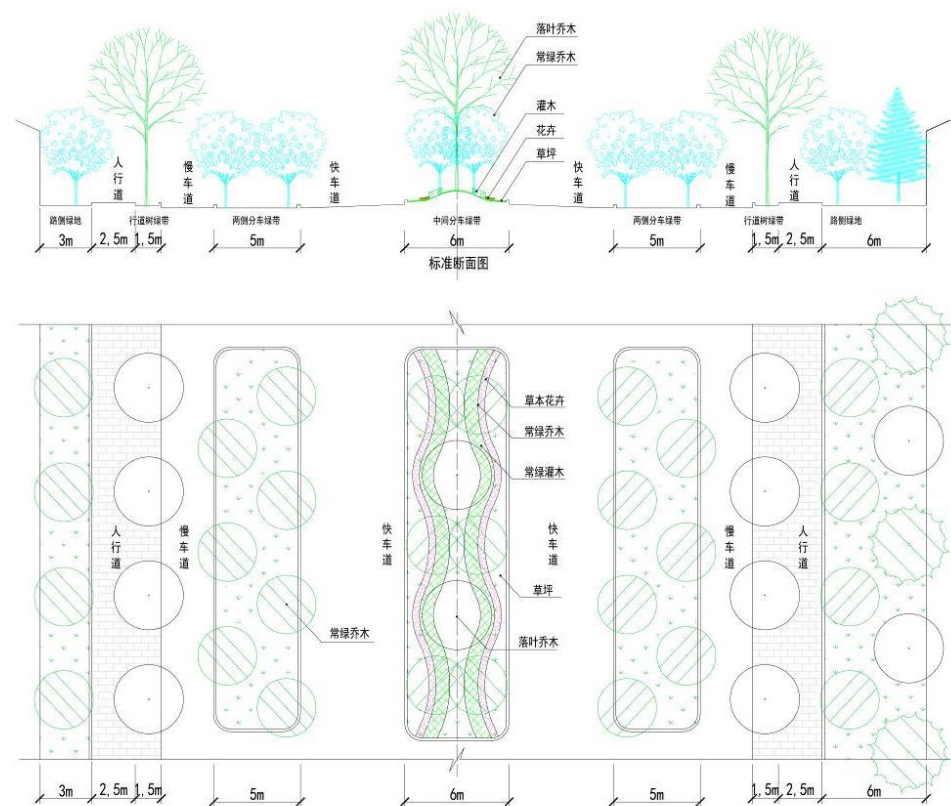 落叶乔木
常绿乔木
灌木
花卉
草坪
人行道
慢车道
快车道
快车道
慢车道
人行道
路侧绿地
行道树绿带
两侧分车绿带
中间分车绿带
两侧分车绿带
行道树绿带
路侧绿地
3m
2,5m
1,5m
5m
6m
5m
1,5m
2,5m
6m
标准断面图
草本花卉
常绿乔木
常绿灌木
人行道
慢车道
快车道
快车道
慢车道
人行道
草坪
常绿乔木
落叶乔木
3m
2,5m
1,5m
5m
6m
5m
1,5m
2,5m
6m